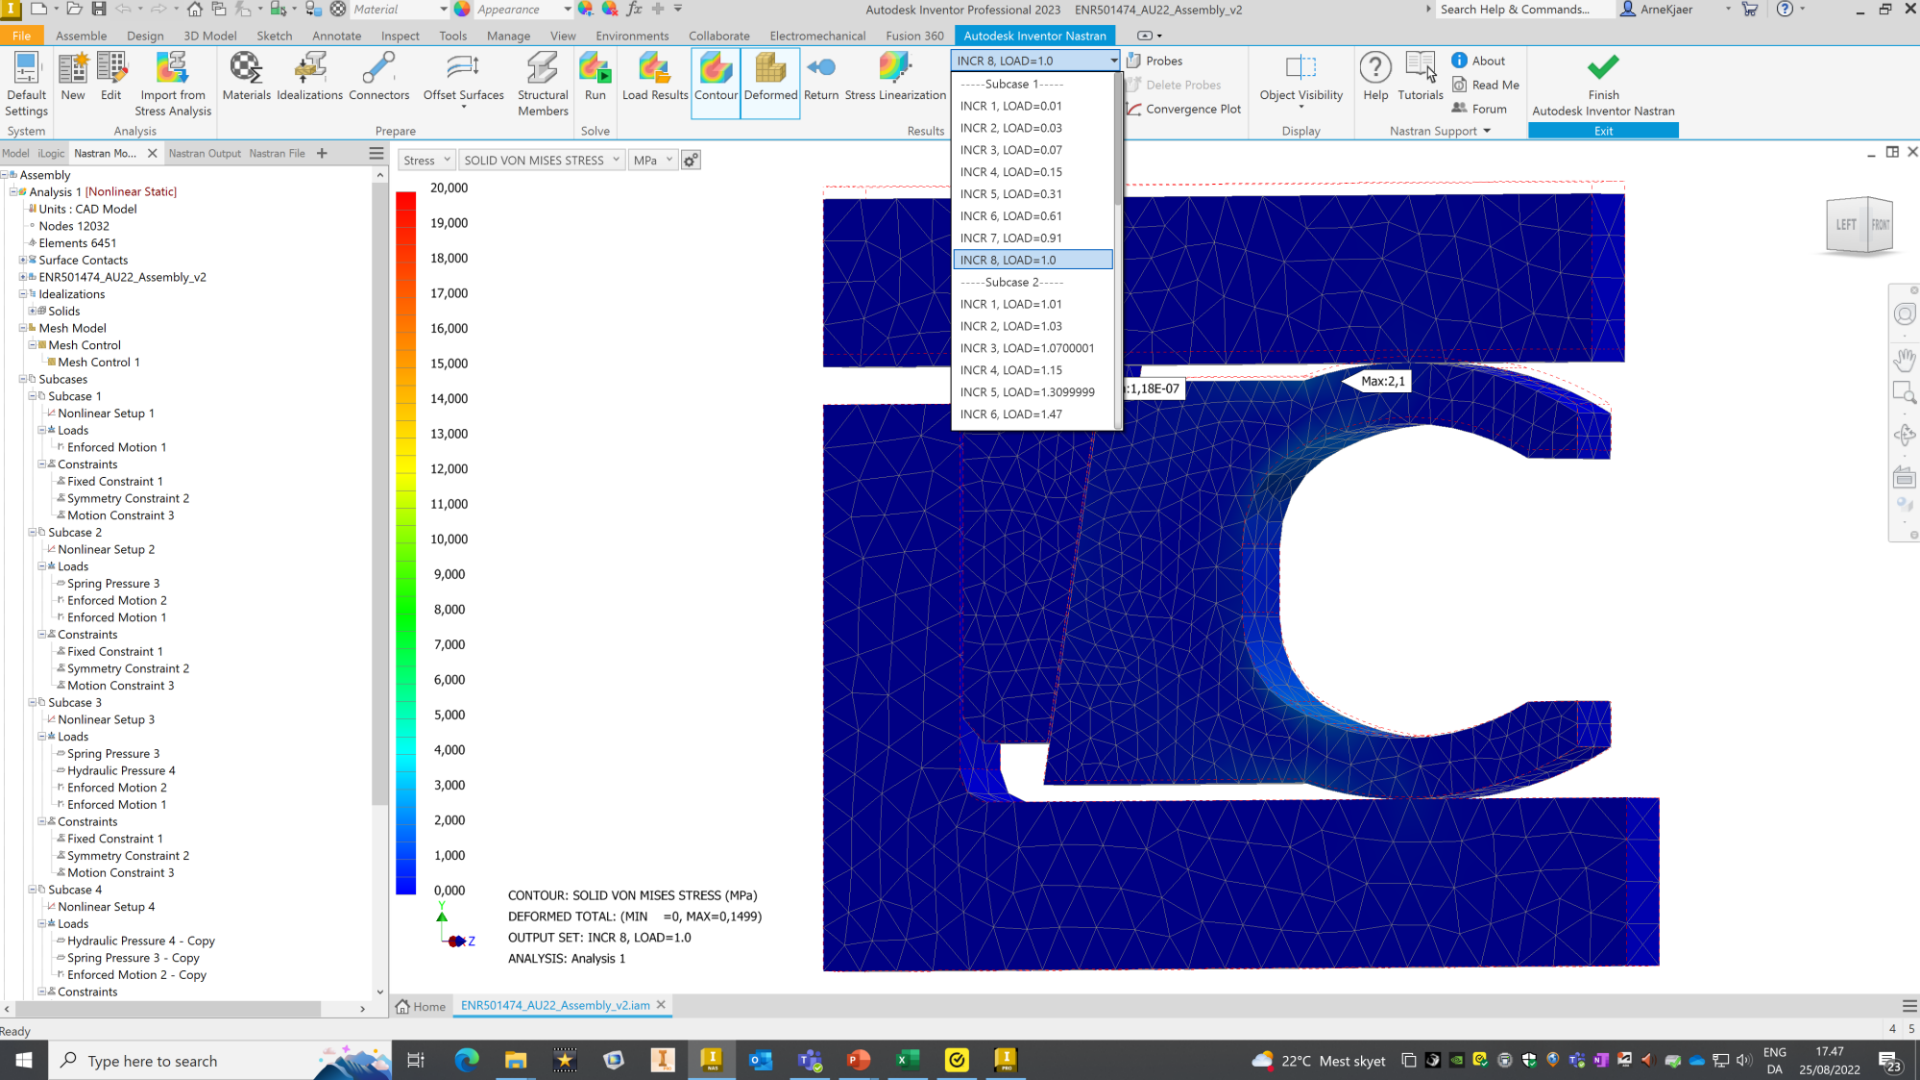 Material
Appearance
Autodesk Inventor Professional 2023 ENR501474_AU22_Assembly_v2
Search Help & Commands...
ArneKjaer
File Assemble Design 3D Model Sketch Annotate Inspect Tools Manage View Environments Collaborate Electromechanical Fusion 360 Autodesk Inventor Nastran
Default Settings
New
Edit
Import from Stress Analysis
Materials
Idealizations
Connectors
Offset Surfaces
Structural Members
Run
Load Results
Contour
Deformed
Return
Stress Linearization
INCR 8, LOAD=1.0
Probes
Delete Probes
Convergence Plot
Object Visibility
Help
Tutorials
About
Read Me
Forum
Finish
Autodesk Inventor Nastran
System
Analysis
Prepare
Solve
Results
Display
Nastran Support
Exit
-----Subcase 1-----
INCR 1, LOAD=0.01
INCR 2, LOAD=0.03
INCR 3, LOAD=0.07
INCR 4, LOAD=0.15
INCR 5, LOAD=0.31
INCR 6, LOAD=0.61
INCR 7, LOAD=0.91
INCR 8, LOAD=1.0
-----Subcase 2-----
INCR 1, LOAD=1.01
INCR 2, LOAD=1.03
INCR 3, LOAD=1.0700001
INCR 4, LOAD=1.15
INCR 5, LOAD=1.3099999
INCR 6, LOAD=1.47
Model iLogic Nastran Mo... Nastran Output Nastran File
Assembly
Analysis 1 [Nonlinear Static]
Units : CAD Model
Nodes 12032
Elements 6451
Surface Contacts
ENR501474_AU22_Assembly_v2
Idealizations
Solids
Mesh Model
Mesh Control
Mesh Control 1
Subcases
Subcase 1
Nonlinear Setup 1
Loads
Enforced Motion 1
Constraints
Fixed Constraint 1
Symmetry Constraint 2
Motion Constraint 3
Subcase 2
Nonlinear Setup 2
Loads
Spring Pressure 3
Enforced Motion 2
Enforced Motion 1
Constraints
Fixed Constraint 1
Symmetry Constraint 2
Motion Constraint 3
Subcase 3
Nonlinear Setup 3
Loads
Spring Pressure 3
Hydraulic Pressure 4
Enforced Motion 2
Enforced Motion 1
Constraints
Fixed Constraint 1
Symmetry Constraint 2
Motion Constraint 3
Subcase 4
Nonlinear Setup 4
Loads
Hydraulic Pressure 4 - Copy
Spring Pressure 3 - Copy
Enforced Motion 2 - Copy
Constraints
Stress SOLID VON MISES STRESS MPa
20,000
19,000
18,000
17,000
16,000
15,000
14,000
13,000
12,000
11,000
10,000
9,000
8,000
7,000
6,000
5,000
4,000
3,000
2,000
1,000
0,000
LEFT FRONT
:1,18E-07
Max:2,1
Y
Z
CONTOUR: SOLID VON MISES STRESS (MPa)
DEFORMED TOTAL: (MIN =0, MAX=0,1499)
OUTPUT SET: INCR 8, LOAD=1.0
ANALYSIS: Analysis 1
Home ENR501474_AU22_Assembly_v2.iam
Ready
4 5
Type here to search
22°C Mest skyet
ENG
DA
17.47
25/08/2022
23